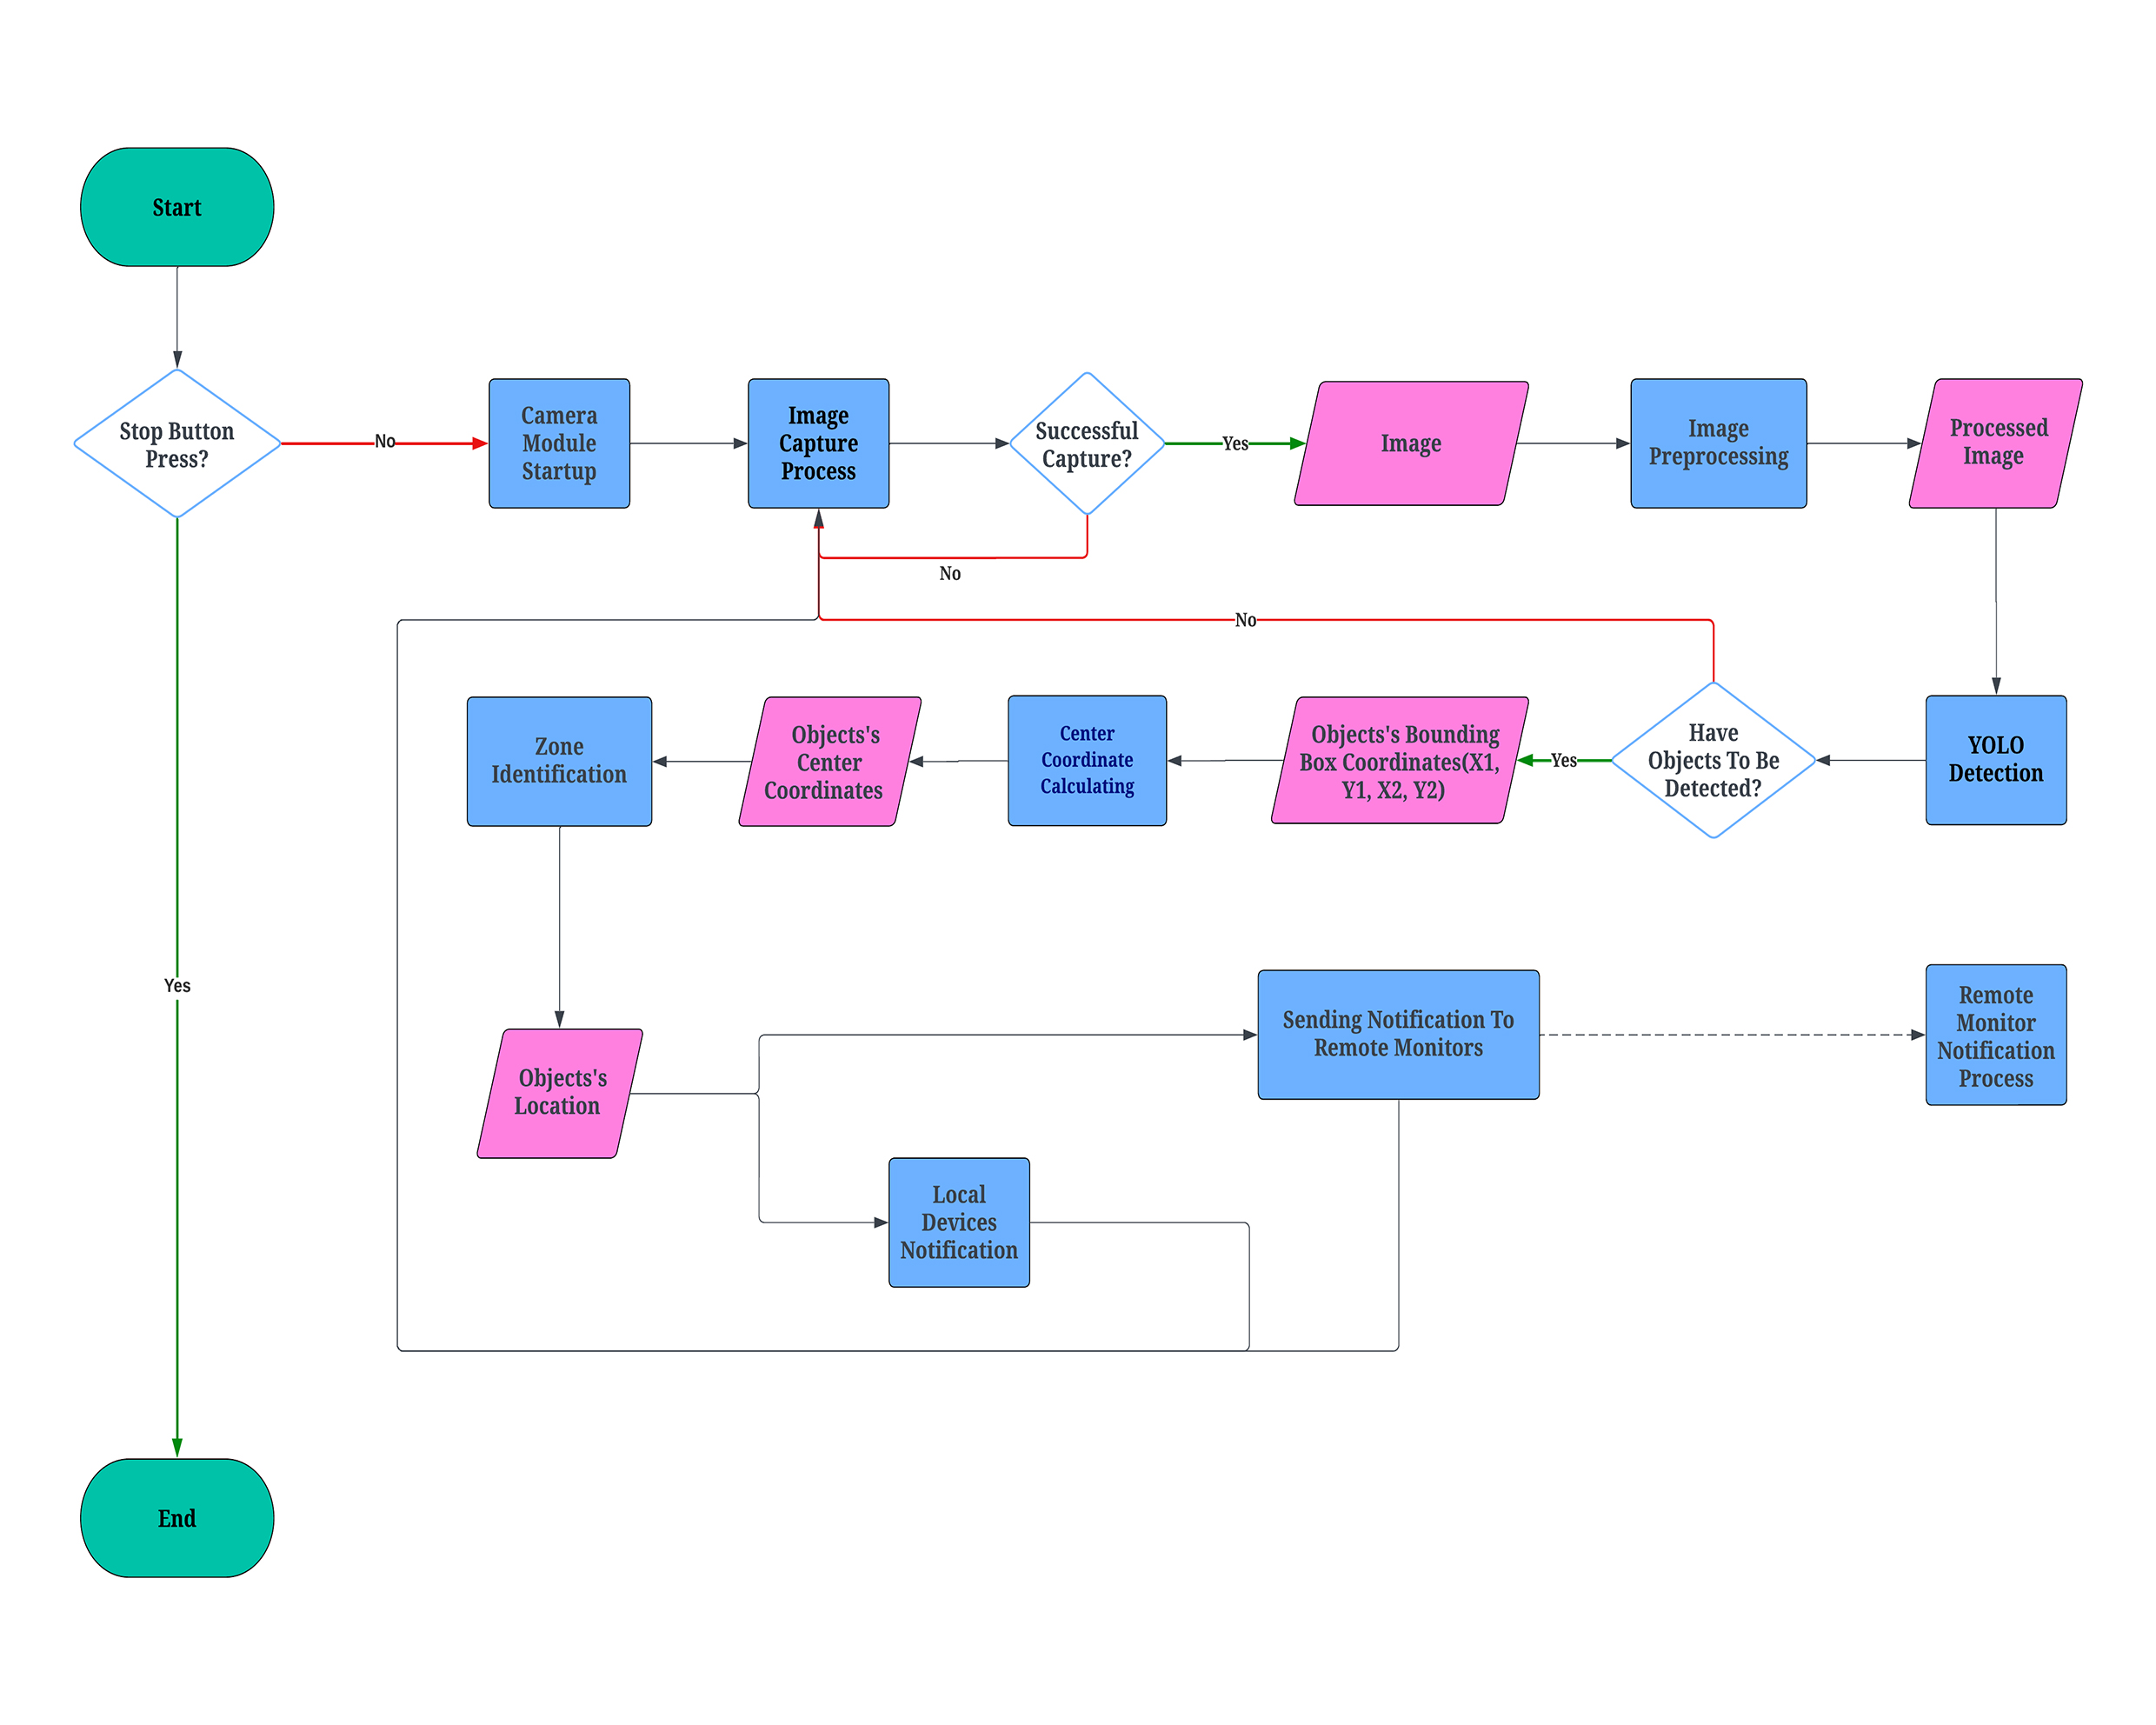 Start
Stop Button
Press?
No
Camera
Module
Startup
Image
Capture
Process
Successful
Capture?
Yes
Image
Image
Preprocessing
Processed
Image
No
No
Zone
Identification
Objects's
Center
Coordinates
Center
Coordinate
Calculating
Objects's Bounding
Box Coordinates(X1,
Y1, X2, Y2)
Yes
Have
Objects To Be
Detected?
YOLO
Detection
Yes
Objects's
Location
Sending Notification To
Remote Monitors
Remote
Monitor
Notification
Process
Local
Devices
Notification
End